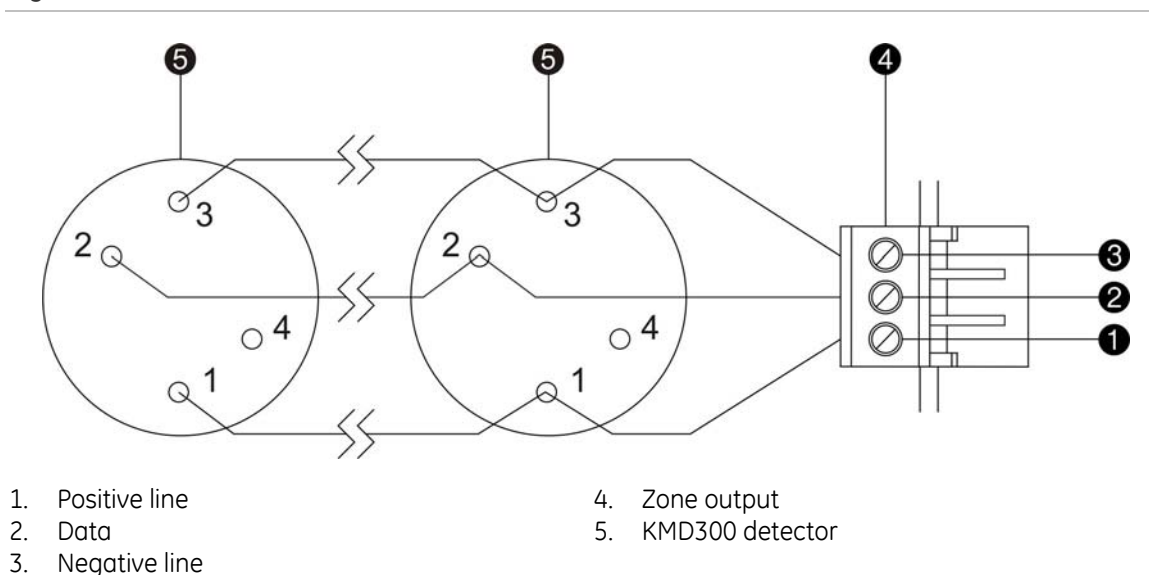 5 5 4
3 3
2 2 3
2
4 4 1
1 1
1. Positive line
2. Data
3. Negative line
4. Zone output
5. KMD300 detector